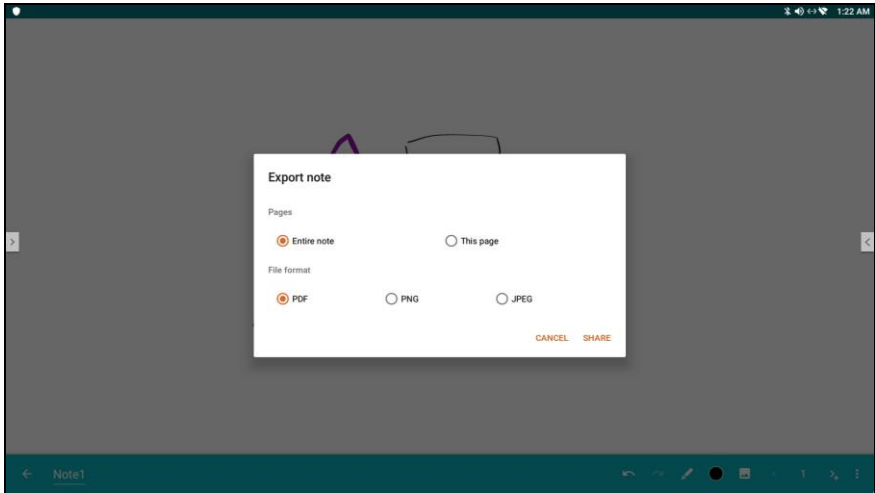 1:22 AM
Export note
Pages
Entire note
This page
File format
PDF
PNG
JPEG
CANCEL
SHARE
Note1
1